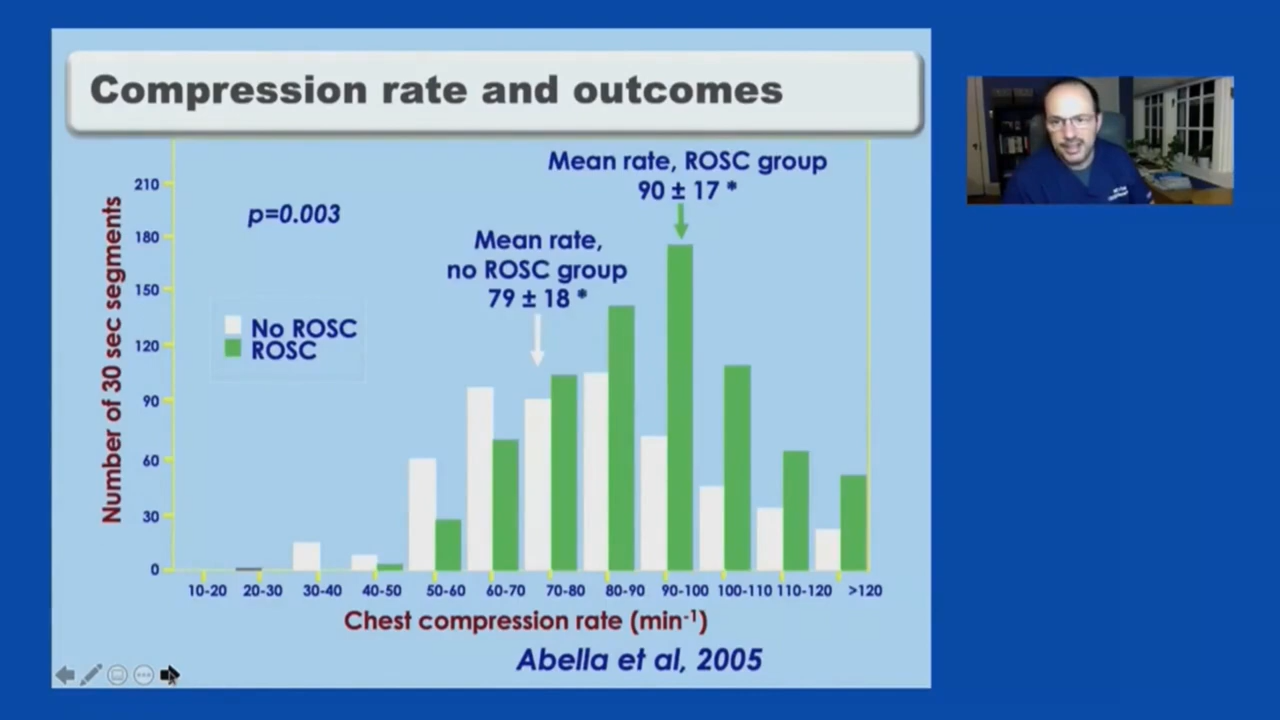 Compression rate and outcomes
Mean rate, ROSC group
90 ± 17 *
p=0.003
Mean rate,
no ROSC group
79 ± 18 *
No ROSC
ROSC
Number of 30 sec segments
210
180
150
120
90
60
30
0
10-20 20-30 30-40 40-50 50-60 60-70 70-80 80-90 90-100 100-110 110-120 >120
Chest compression rate (min-1)
Abella et al, 2005